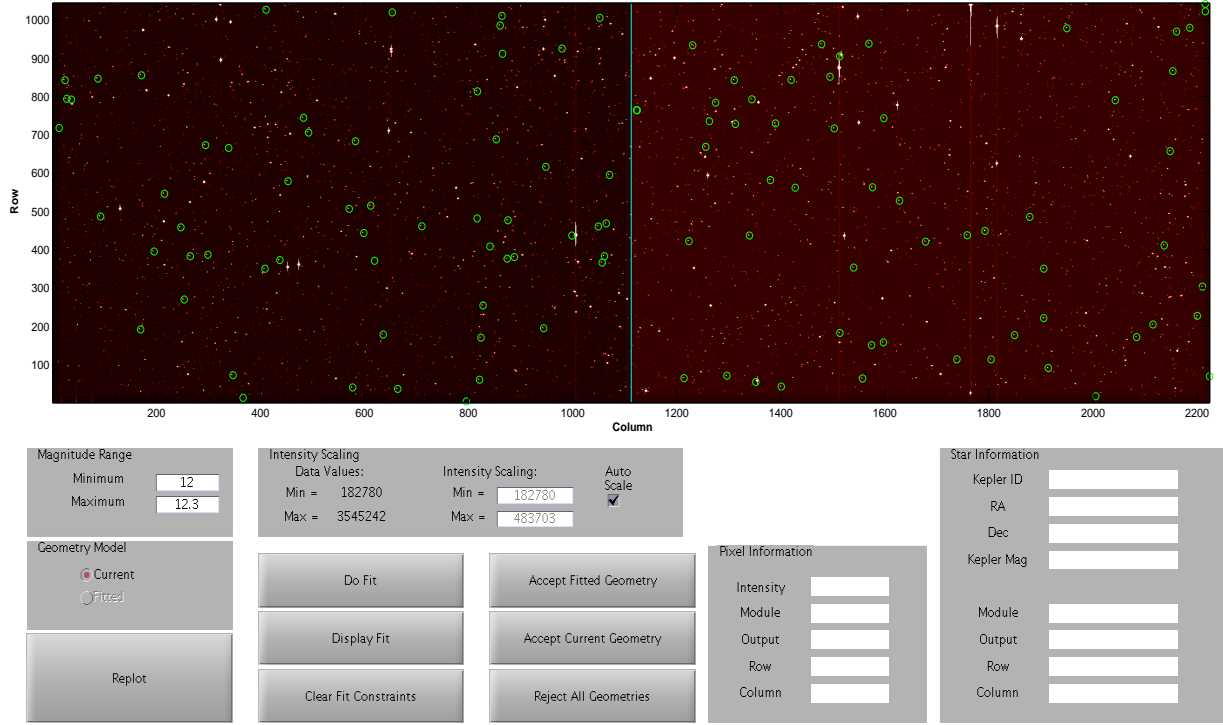 1000
900
800
700
600
500
400
300
200
100
Row
200 400 600 800 1000 1200 1400 1600 1800 2000 2200
Column
Magnitude Range
Minimum 12
Maximum 12.3
Geometry Model
Current
Fitted
Replot
Intensity Scaling
Data Values: Intensity Scaling: Auto Scale
Min = 182780 Min = 182780
Max = 3545242 Max = 483703
Do Fit
Display Fit
Clear Fit Constraints
Accept Fitted Geometry
Accept Current Geometry
Reject All Geometries
Pixel Information
Intensity
Module
Output
Row
Column
Star Information
Kepler ID
RA
Dec
Kepler Mag
Module
Output
Row
Column